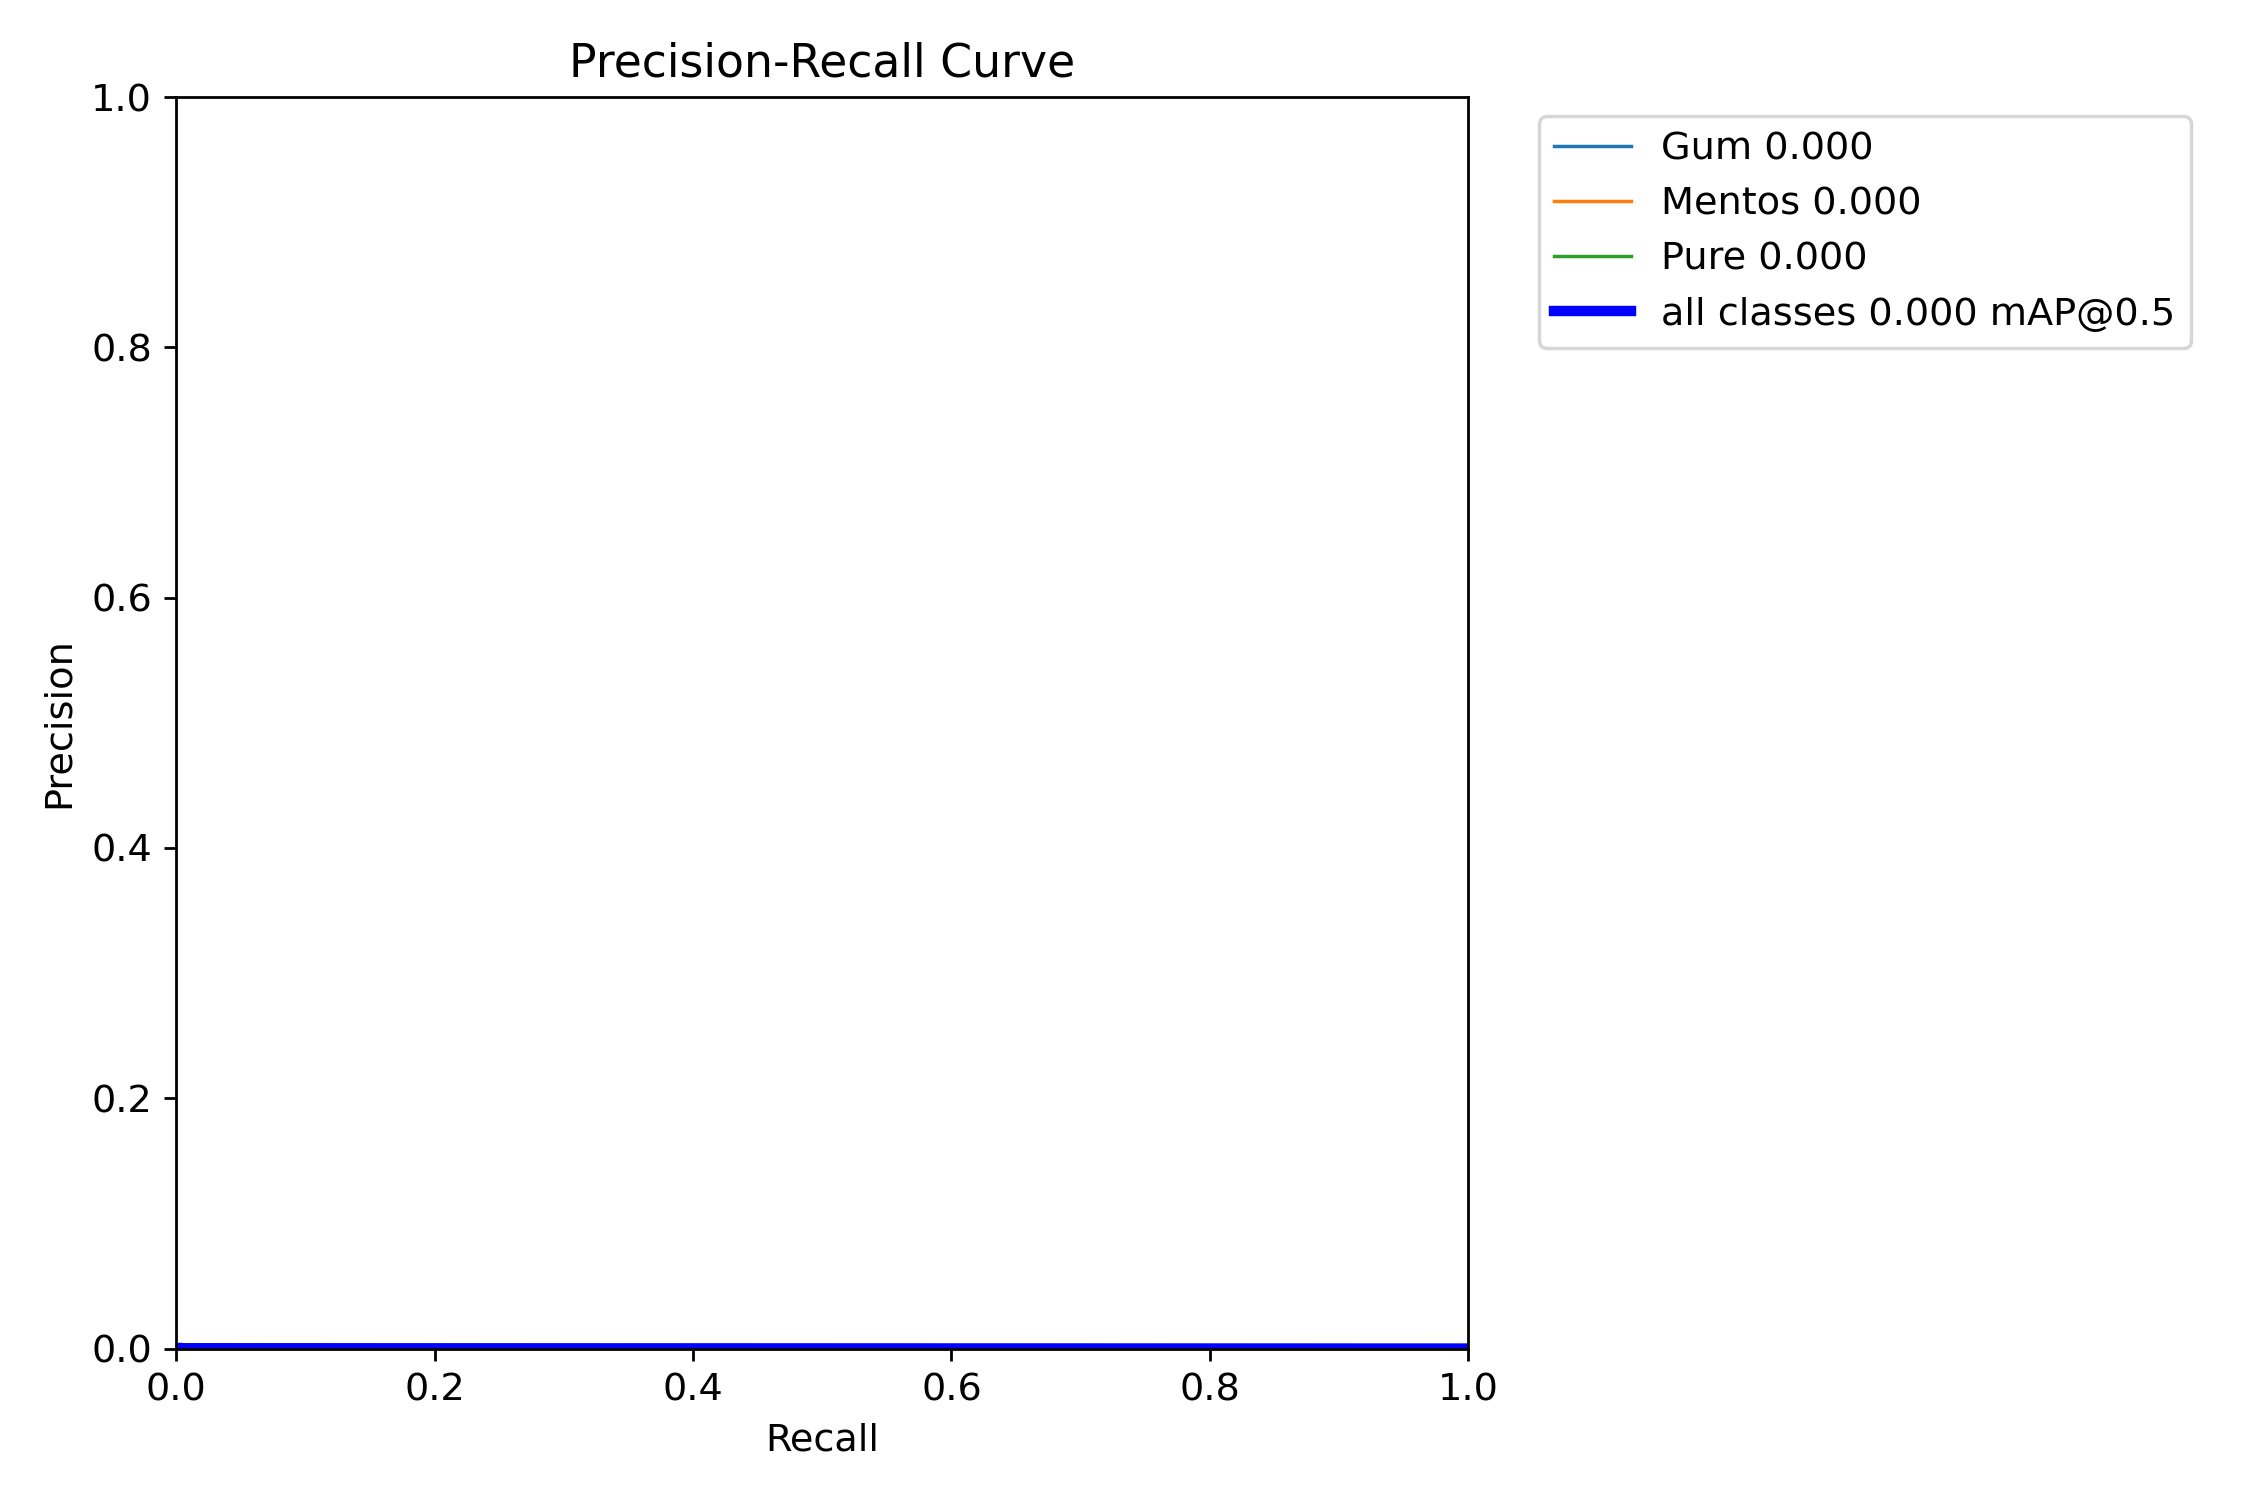 Precision-Recall Curve
1.0
0.8
0.6
0.4
0.2
0.0
Precision
0.0 0.2 0.4 0.6 0.8 1.0
Recall
Gum 0.000
Mentos 0.000
Pure 0.000
all classes 0.000 mAP@0.5